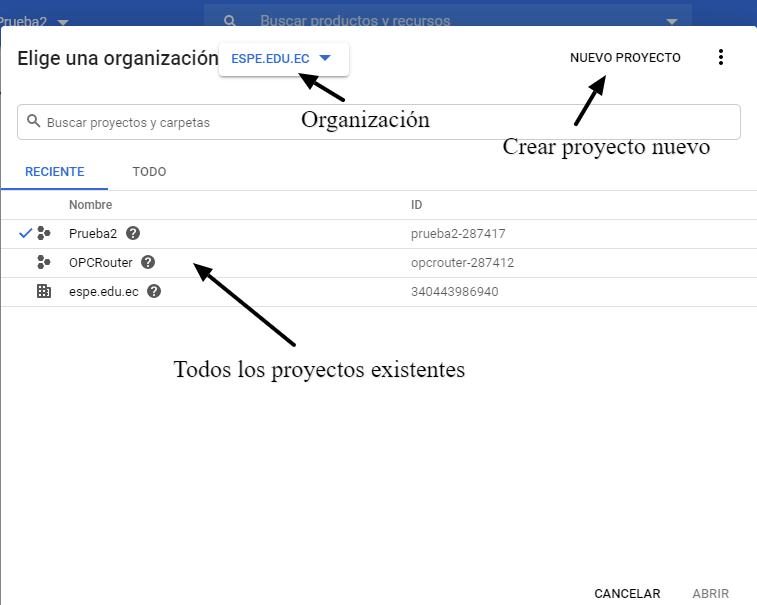 Prueba2 Buscar productos y recursos
Elige una organización ESPE.EDU.EC NUEVO PROYECTO
Organización
Buscar proyectos y carpetas
Crear proyecto nuevo
RECIENTE TODO
Nombre ID
Prueba2 prueba2-287417
OPCRouter opcrouter-287412
espe.edu.ec 340443986940
Todos los proyectos existentes
CANCELAR ABRIR